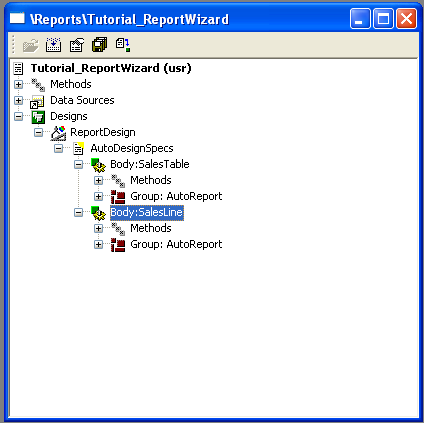 \Reports\Tutorial_ReportWizard
Tutorial_ReportWizard (usr)
Methods
Data Sources
Designs
ReportDesign
AutoDesignSpecs
Body:SalesTable
Methods
Group: AutoReport
Body:SalesLine
Methods
Group: AutoReport